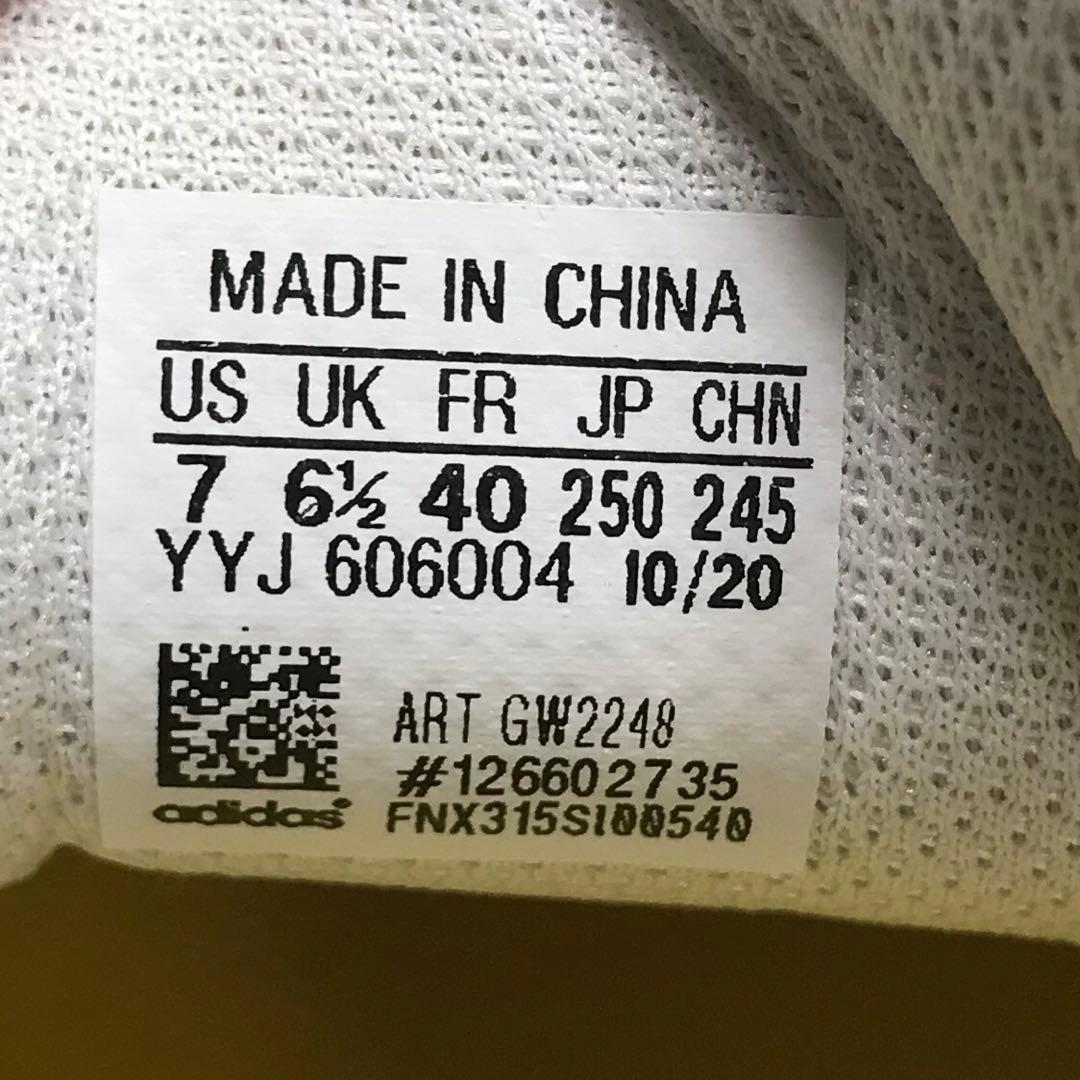 MADE IN CHINA
US UK FR JP CHN
7 6½ 40 250 245
YYJ 606004 10/20
ART GW2248
#126602735
adidas®
FNX315SI00540